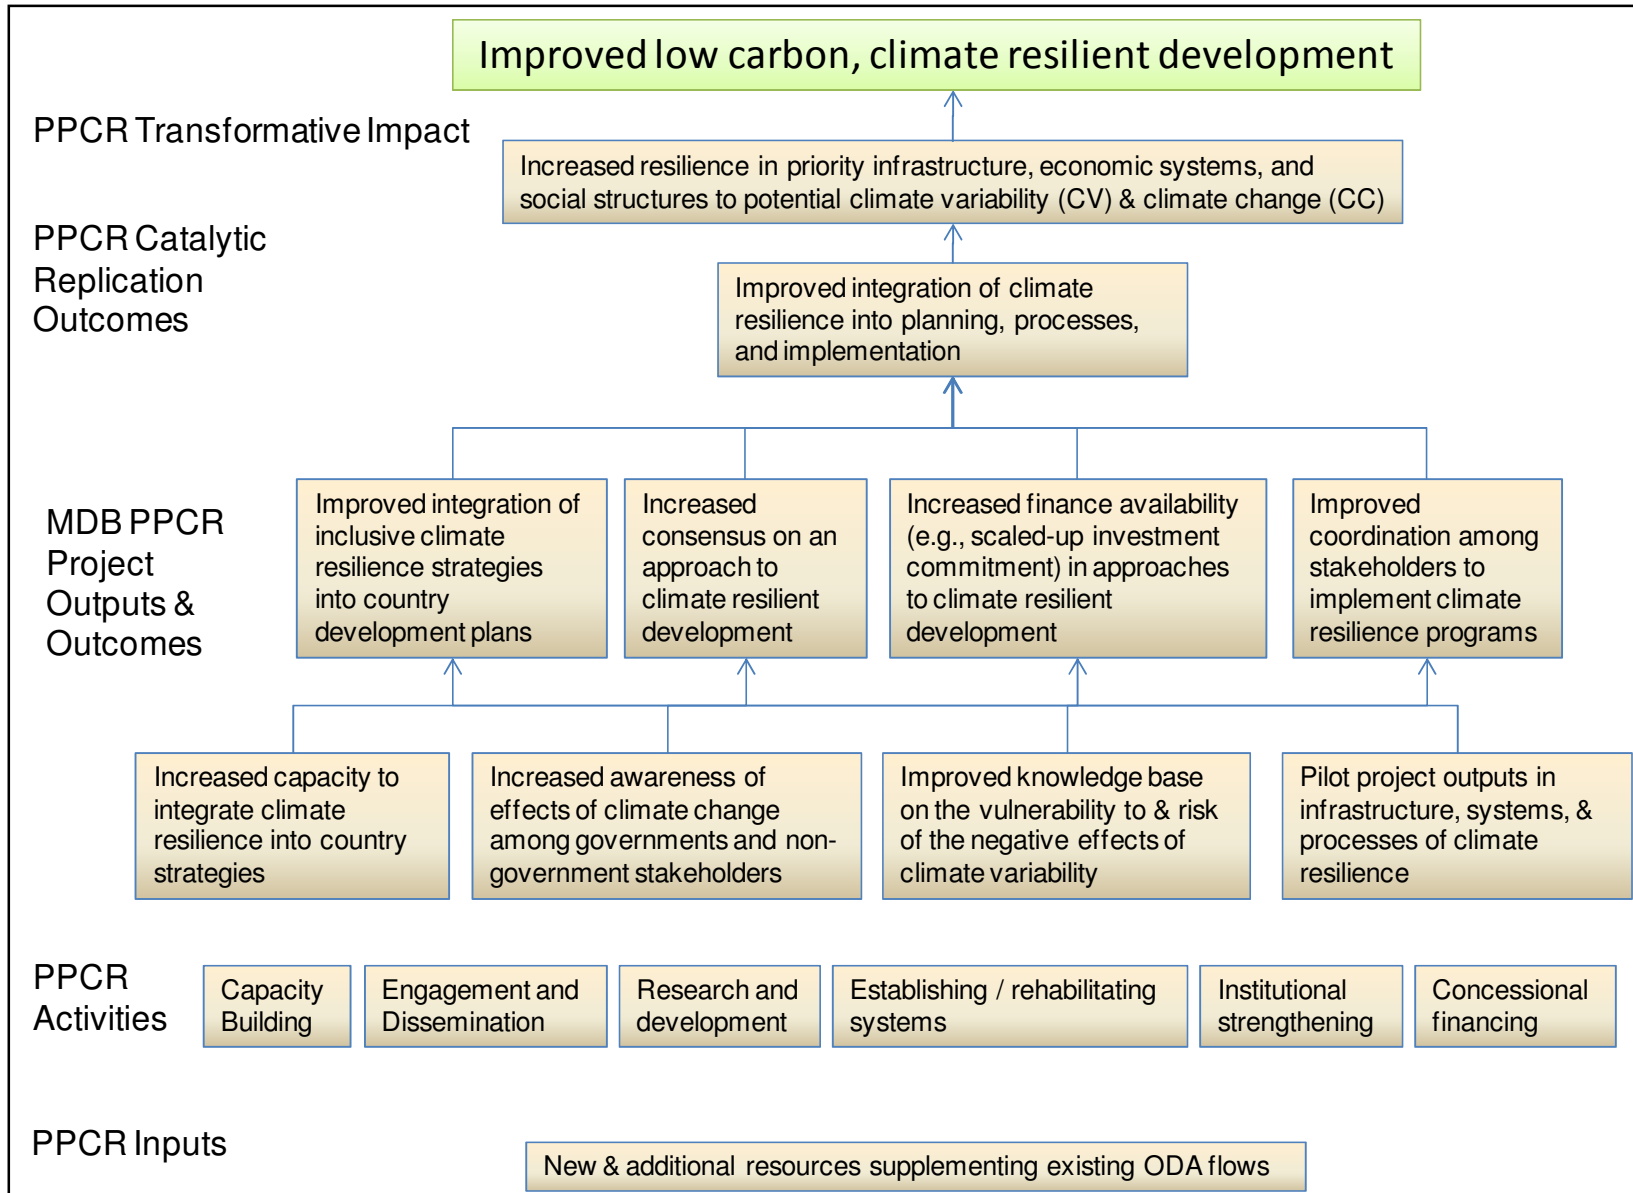 Improved low carbon, climate resilient development
PPCR Transformative Impact
Increased resilience in priority infrastructure, economic systems, and
social structures to potential climate variability (CV) & climate change (CC)
PPCR Catalytic
Replication
Outcomes
Improved integration of climate
resilience into planning, processes,
and implementation
MDB PPCR
Project
Outputs &
Outcomes
Improved integration of
inclusive climate
resilience strategies
into country
development plans
Increased
consensus on an
approach to
climate resilient
development
Increased finance availability
(e.g., scaled-up investment
commitment) in approaches
to climate resilient
development
Improved
coordination among
stakeholders to
implement climate
resilience programs
Increased capacity to
integrate climate
resilience into country
strategies
Increased awareness of
effects of climate change
among governments and non-
government stakeholders
Improved knowledge base
on the vulnerability to & risk
of the negative effects of
climate variability
Pilot project outputs in
infrastructure, systems, &
processes of climate
resilience
PPCR
Activities
Capacity
Building
Engagement and
Dissemination
Research and
development
Establishing / rehabilitating
systems
Institutional
strengthening
Concessional
financing
PPCR Inputs
New & additional resources supplementing existing ODA flows